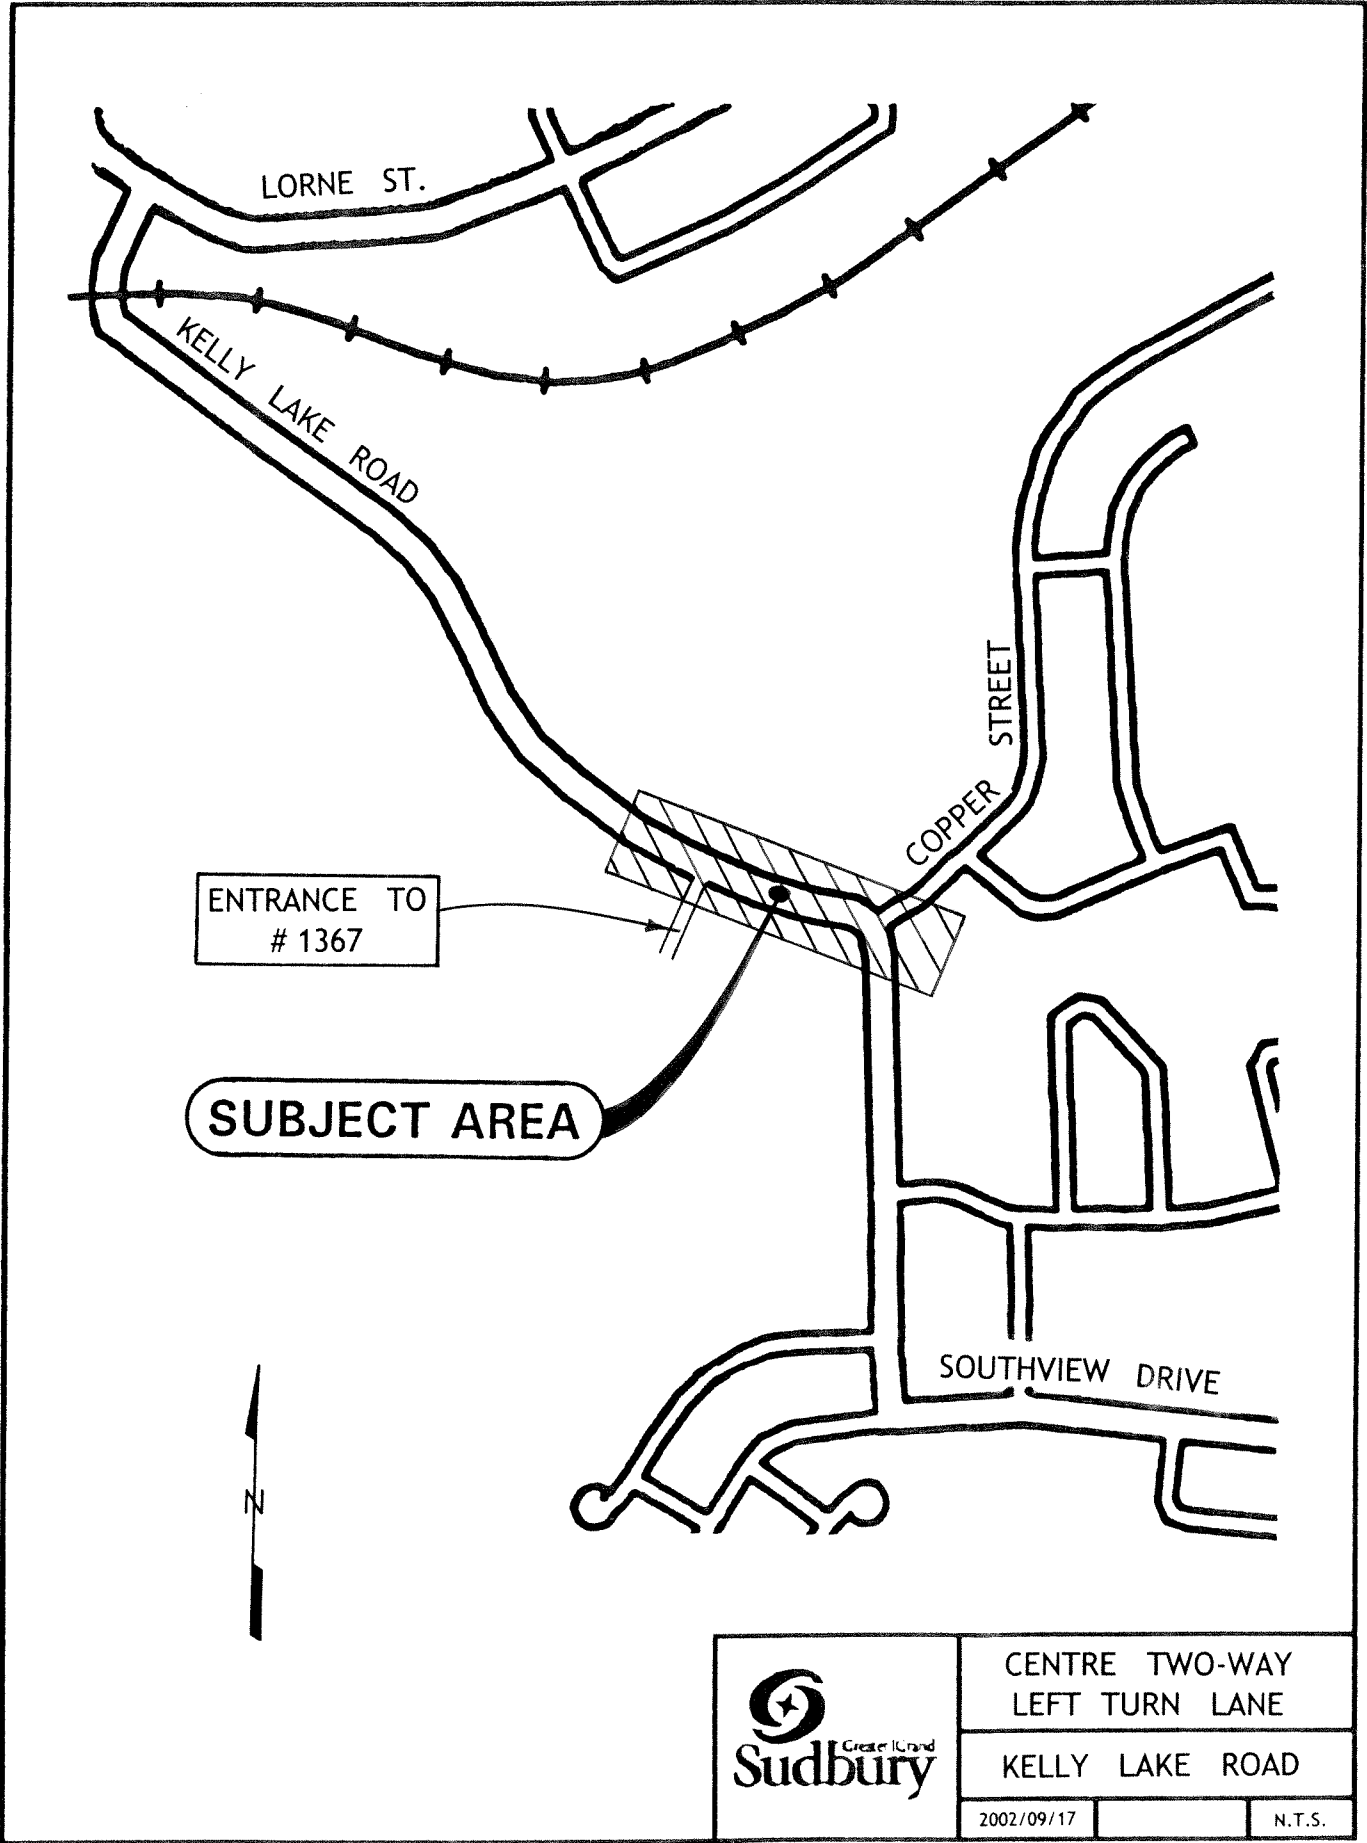 LORNE ST.
KELLY LAKE ROAD
COPPER STREET
ENTRANCE TO
# 1367
SUBJECT AREA
SOUTHVIEW DRIVE
N
CENTRE TWO-WAY
LEFT TURN LANE
Sudbury
KELLY LAKE ROAD
2002/09/17
N.T.S.